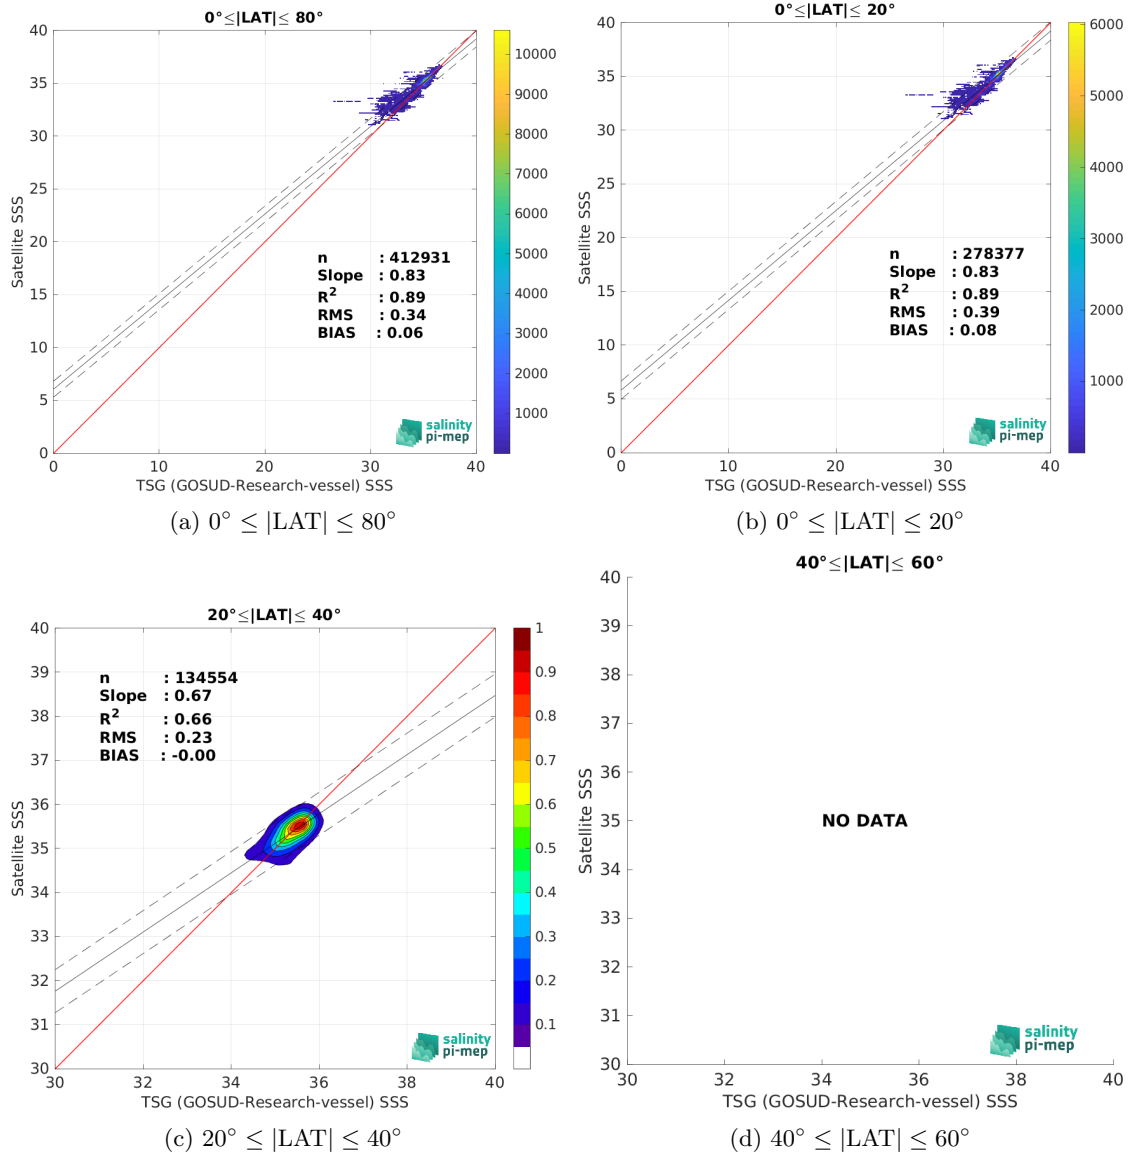 0°≤|LAT|≤ 80°
40
35
30
25
20
15
10
5
0
Satellite SSS
n : 412931
Slope : 0.83
R² : 0.89
RMS : 0.34
BIAS : 0.06
salinity
pi-mep
0 10 20 30 40
TSG (GOSUD-Research-vessel) SSS
10000
9000
8000
7000
6000
5000
4000
3000
2000
1000
(a) 0° ≤ |LAT| ≤ 80°
0°≤|LAT|≤ 20°
40
35
30
25
20
15
10
5
0
Satellite SSS
n : 278377
Slope : 0.83
R² : 0.89
RMS : 0.39
BIAS : 0.08
salinity
pi-mep
0 10 20 30 40
TSG (GOSUD-Research-vessel) SSS
6000
5000
4000
3000
2000
1000
(b) 0° ≤ |LAT| ≤ 20°
20°≤|LAT|≤ 40°
40
39
38
37
36
35
34
33
32
31
30
Satellite SSS
n : 134554
Slope : 0.67
R² : 0.66
RMS : 0.23
BIAS : -0.00
salinity
pi-mep
30 32 34 36 38 40
TSG (GOSUD-Research-vessel) SSS
1
0.9
0.8
0.7
0.6
0.5
0.4
0.3
0.2
0.1
(c) 20° ≤ |LAT| ≤ 40°
40°≤|LAT|≤ 60°
40
39
38
37
36
35
34
33
32
31
30
Satellite SSS
NO DATA
salinity
pi-mep
30 32 34 36 38 40
TSG (GOSUD-Research-vessel) SSS
(d) 40° ≤ |LAT| ≤ 60°